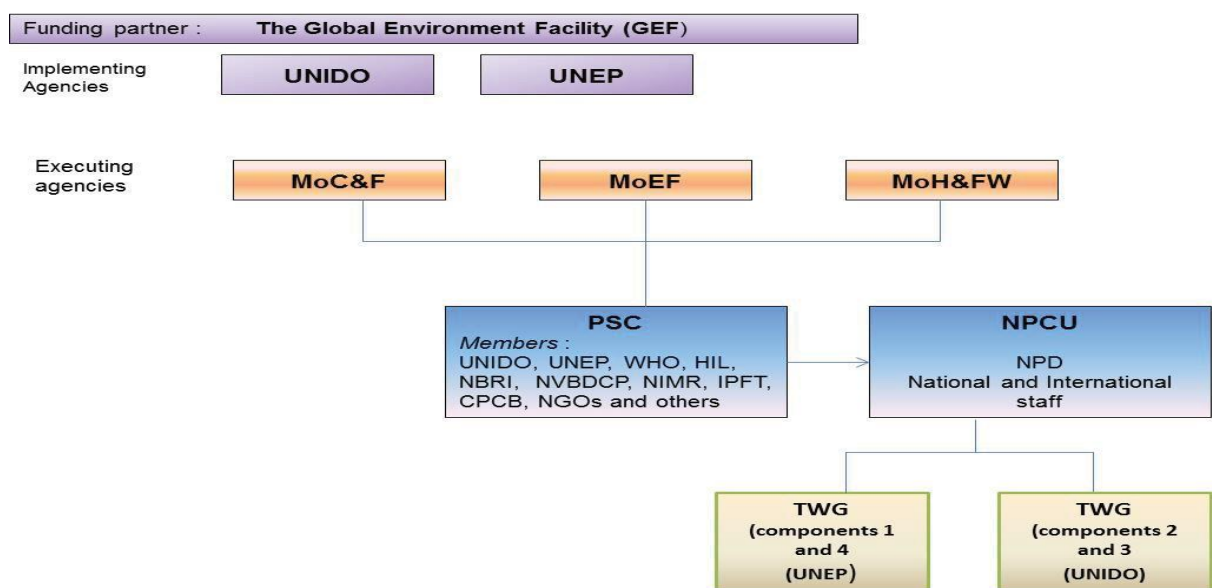 Funding partner : The Global Environment Facility (GEF)
Implementing
Agencies
UNIDO
UNEP
Executing
agencies
MoC&F
MoEF
MoH&FW
PSC
Members :
UNIDO, UNEP, WHO, HIL,
NBRI, NVBDCP, NIMR, IPFT,
CPCB, NGOs and others
NPCU
NPD
National and International
staff
TWG
(components 1
and 4
(UNEP)
TWG
(components 2
and 3
(UNIDO)